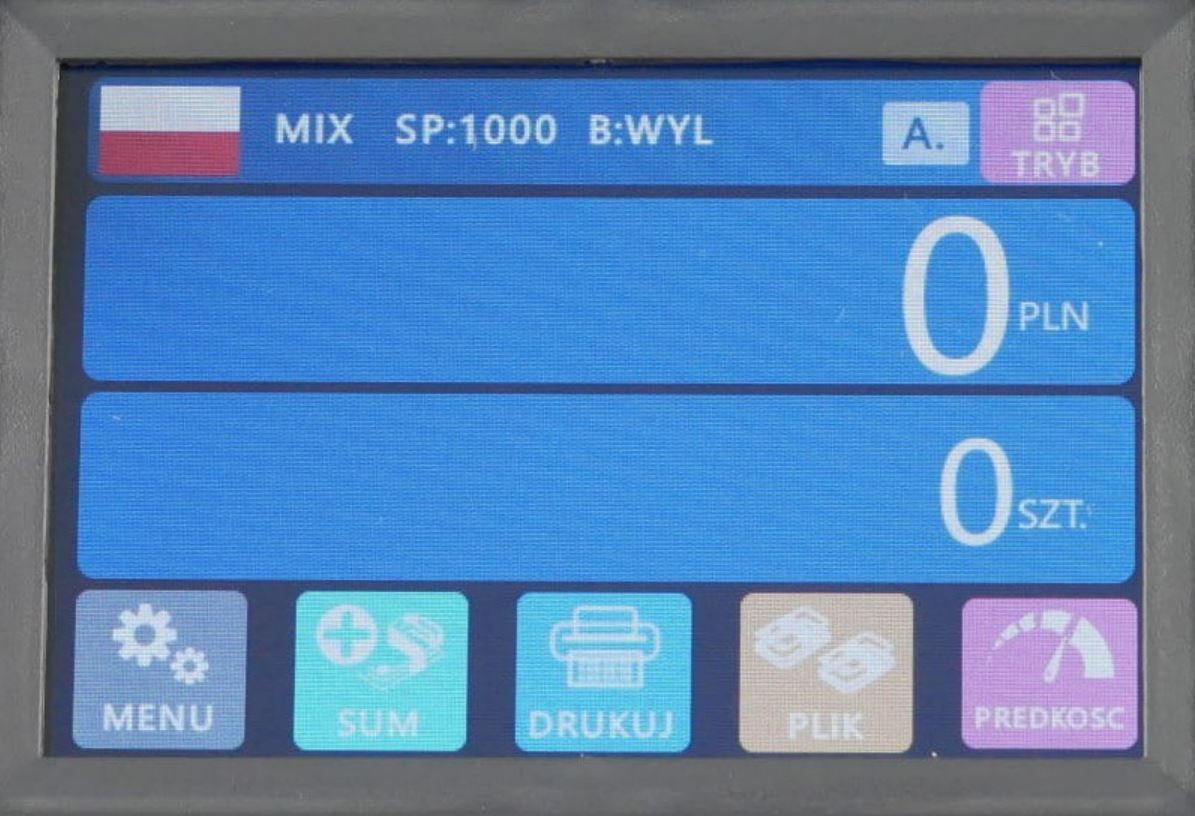 MIX SP:1000 B:WYL A. TRYB
0 PLN
0 SZT.
MENU SUM DRUKUJ PLIK PREDKOSC